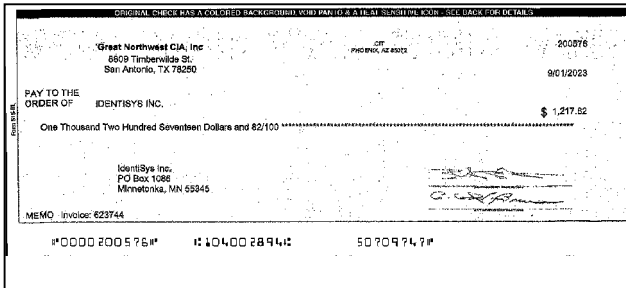 ORIGINAL CHECK HAS A COLORED BACKGROUND, VOID PANTO & A HEAT SENSITIVE ICON - SEE BACK FOR DETAILS
Great Northwest CIA, Inc
8609 Timberwilde St.
San Antonio, TX 78250
CIT
PHOENIX, AZ
200576
9/01/2023
PAY TO THE
ORDER OF IDENTISYS INC.
$ 1,217.82
One Thousand Two Hundred Seventeen Dollars and 82/100 ****************************************
IdentiSys Inc.
PO Box 1086
Minnetonka, MN 55345
MEMO Invoice: 623744
⑈0000200576⑈ ⑆104002894⑆ 50709747⑈